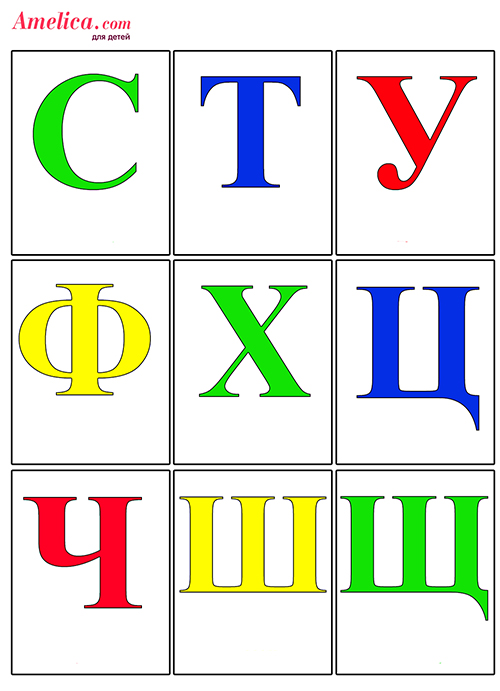 Amelica.com
для детей
С Т У
Ф Х Ц
Ч Ш Щ